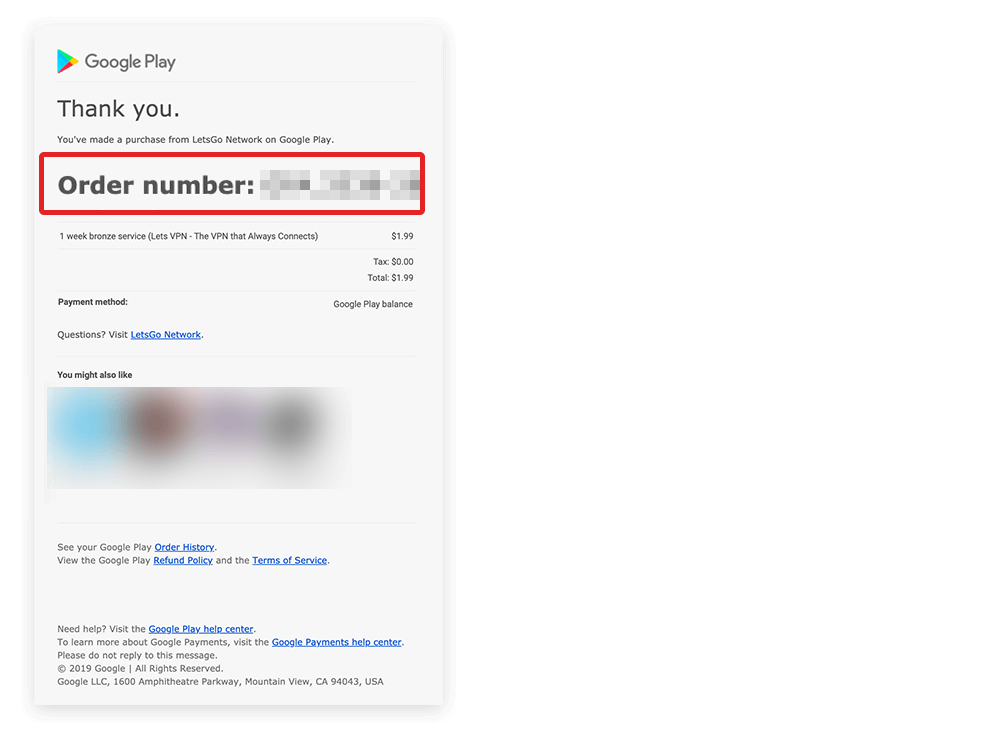 Google Play
Thank you.
You've made a purchase from LetsGo Network on Google Play.
Order number:
1 week bronze service (Lets VPN - The VPN that Always Connects) $1.99
Tax: $0.00
Total: $1.99
Payment method: Google Play balance
Questions? Visit LetsGo Network.
You might also like
See your Google Play Order History.
View the Google Play Refund Policy and the Terms of Service.
Need help? Visit the Google Play help center.
To learn more about Google Payments, visit the Google Payments help center.
Please do not reply to this message.
© 2019 Google | All Rights Reserved.
Google LLC, 1600 Amphitheatre Parkway, Mountain View, CA 94043, USA